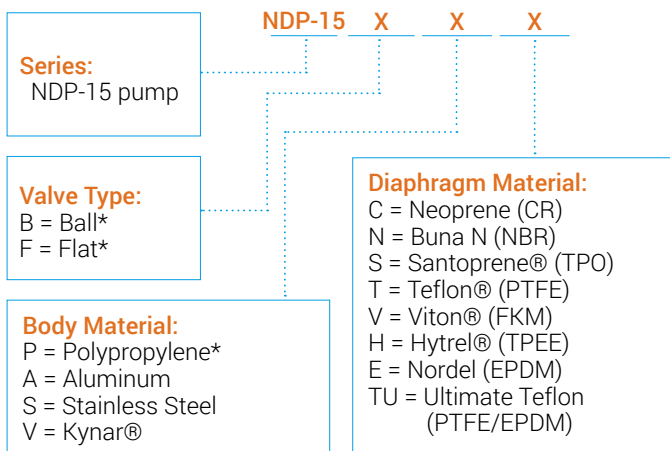 NDP-15 X X X
Series:
NDP-15 pump
Valve Type:
B = Ball*
F = Flat*
Body Material:
P = Polypropylene*
A = Aluminum
S = Stainless Steel
V = Kynar®
Diaphragm Material:
C = Neoprene (CR)
N = Buna N (NBR)
S = Santoprene® (TPO)
T = Teflon® (PTFE)
V = Viton® (FKM)
H = Hytrel® (TPEE)
E = Nordel (EPDM)
TU = Ultimate Teflon
(PTFE/EPDM)